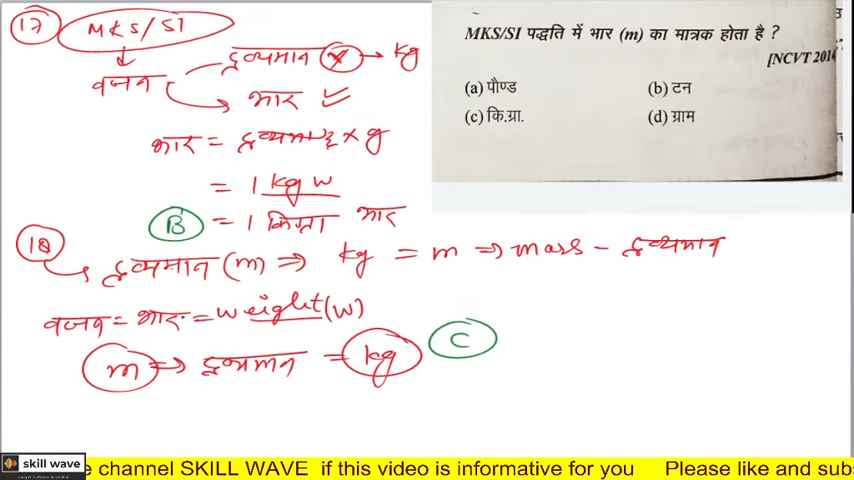 17 MKS/SI
वजन द्रव्यमान x → kg
भार ✓
भार = द्रव्यमान x g
= 1 kg w
B = 1 किग्रा भार
18
द्रव्यमान (m) ⇒ kg = m ⇒ mass - द्रव्यमान
वजन = भार = weight (w)
m ⇒ द्रव्यमान = kg C
MKS/SI पद्धति में भार (m) का मात्रक होता है ?
[NCVT 2014
(a) पौण्ड (b) टन
(c) कि.ग्रा. (d) ग्राम
skill wave
e channel SKILL WAVE if this video is informative for you Please like and subs